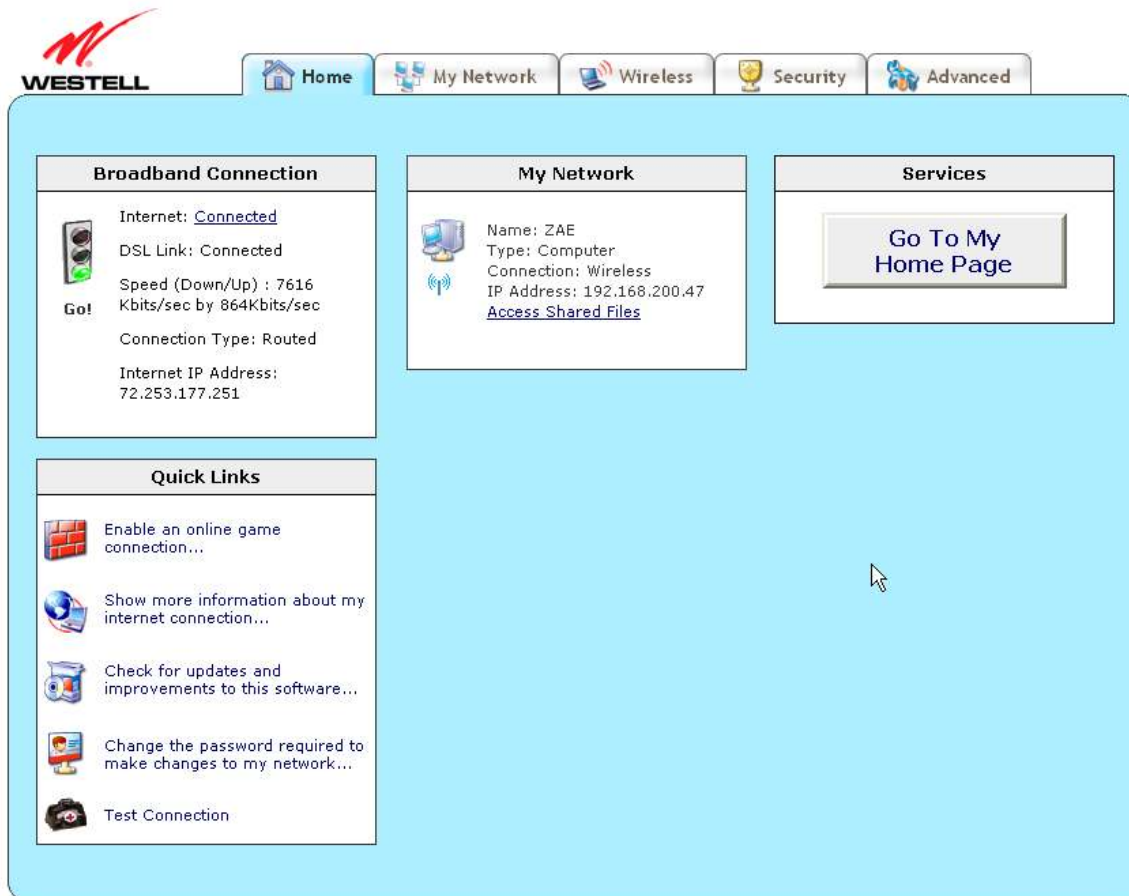 WESTELL
Home
My Network
Wireless
Security
Advanced
Broadband Connection
Internet: Connected
DSL Link: Connected
Speed (Down/Up) : 7616
Kbits/sec by 864Kbits/sec
Go!
Connection Type: Routed
Internet IP Address:
72.253.177.251
My Network
Name: ZAE
Type: Computer
Connection: Wireless
IP Address: 192.168.200.47
Access Shared Files
Services
Go To My
Home Page
Quick Links
Enable an online game
connection...
Show more information about my
internet connection...
Check for updates and
improvements to this software...
Change the password required to
make changes to my network...
Test Connection